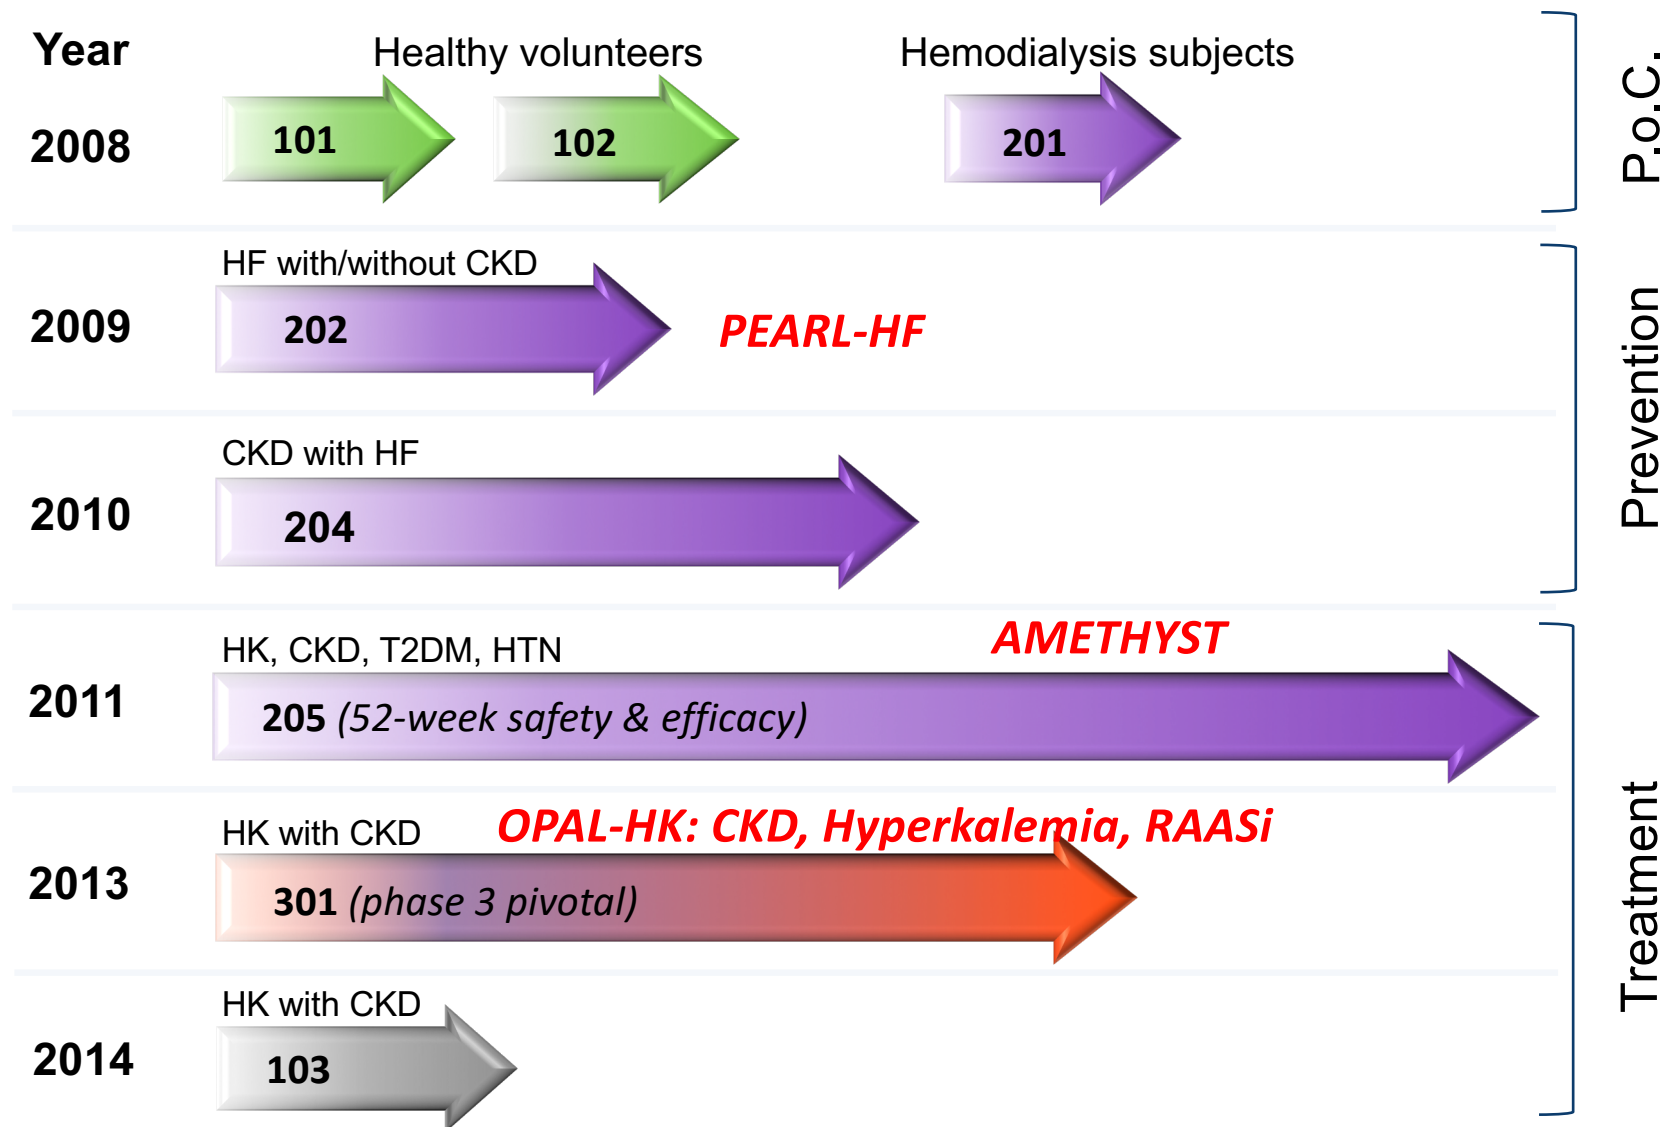 Year
Healthy volunteers
Hemodialysis subjects
2008
101
102
201
P.o.C.
HF with/without CKD
2009
202
PEARL-HF
CKD with HF
2010
204
Prevention
HK, CKD, T2DM, HTN
AMETHYST
2011
205 (52-week safety & efficacy)
HK with CKD
OPAL-HK: CKD, Hyperkalemia, RAASi
2013
301 (phase 3 pivotal)
HK with CKD
2014
103
Treatment